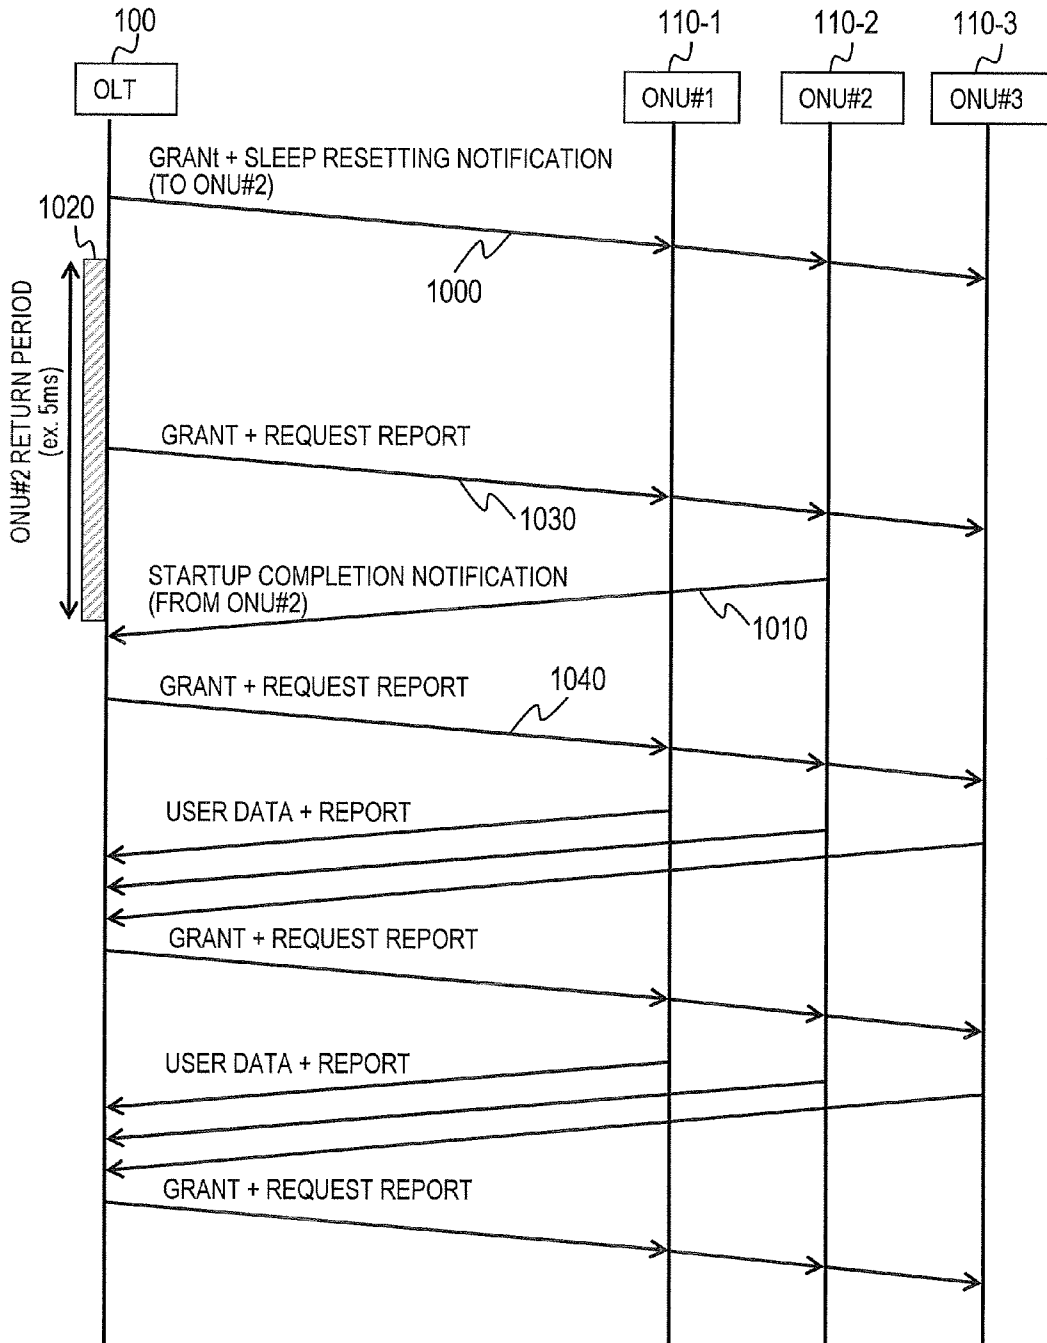 100
110-1
110-2
110-3
OLT
ONU#1
ONU#2
ONU#3
GRANt + SLEEP RESETTING NOTIFICATION
(TO ONU#2)
1020
1000
ONU#2 RETURN PERIOD
(ex. 5ms)
GRANT + REQUEST REPORT
1030
STARTUP COMPLETION NOTIFICATION
(FROM ONU#2)
1010
GRANT + REQUEST REPORT
1040
USER DATA + REPORT
GRANT + REQUEST REPORT
USER DATA + REPORT
GRANT + REQUEST REPORT